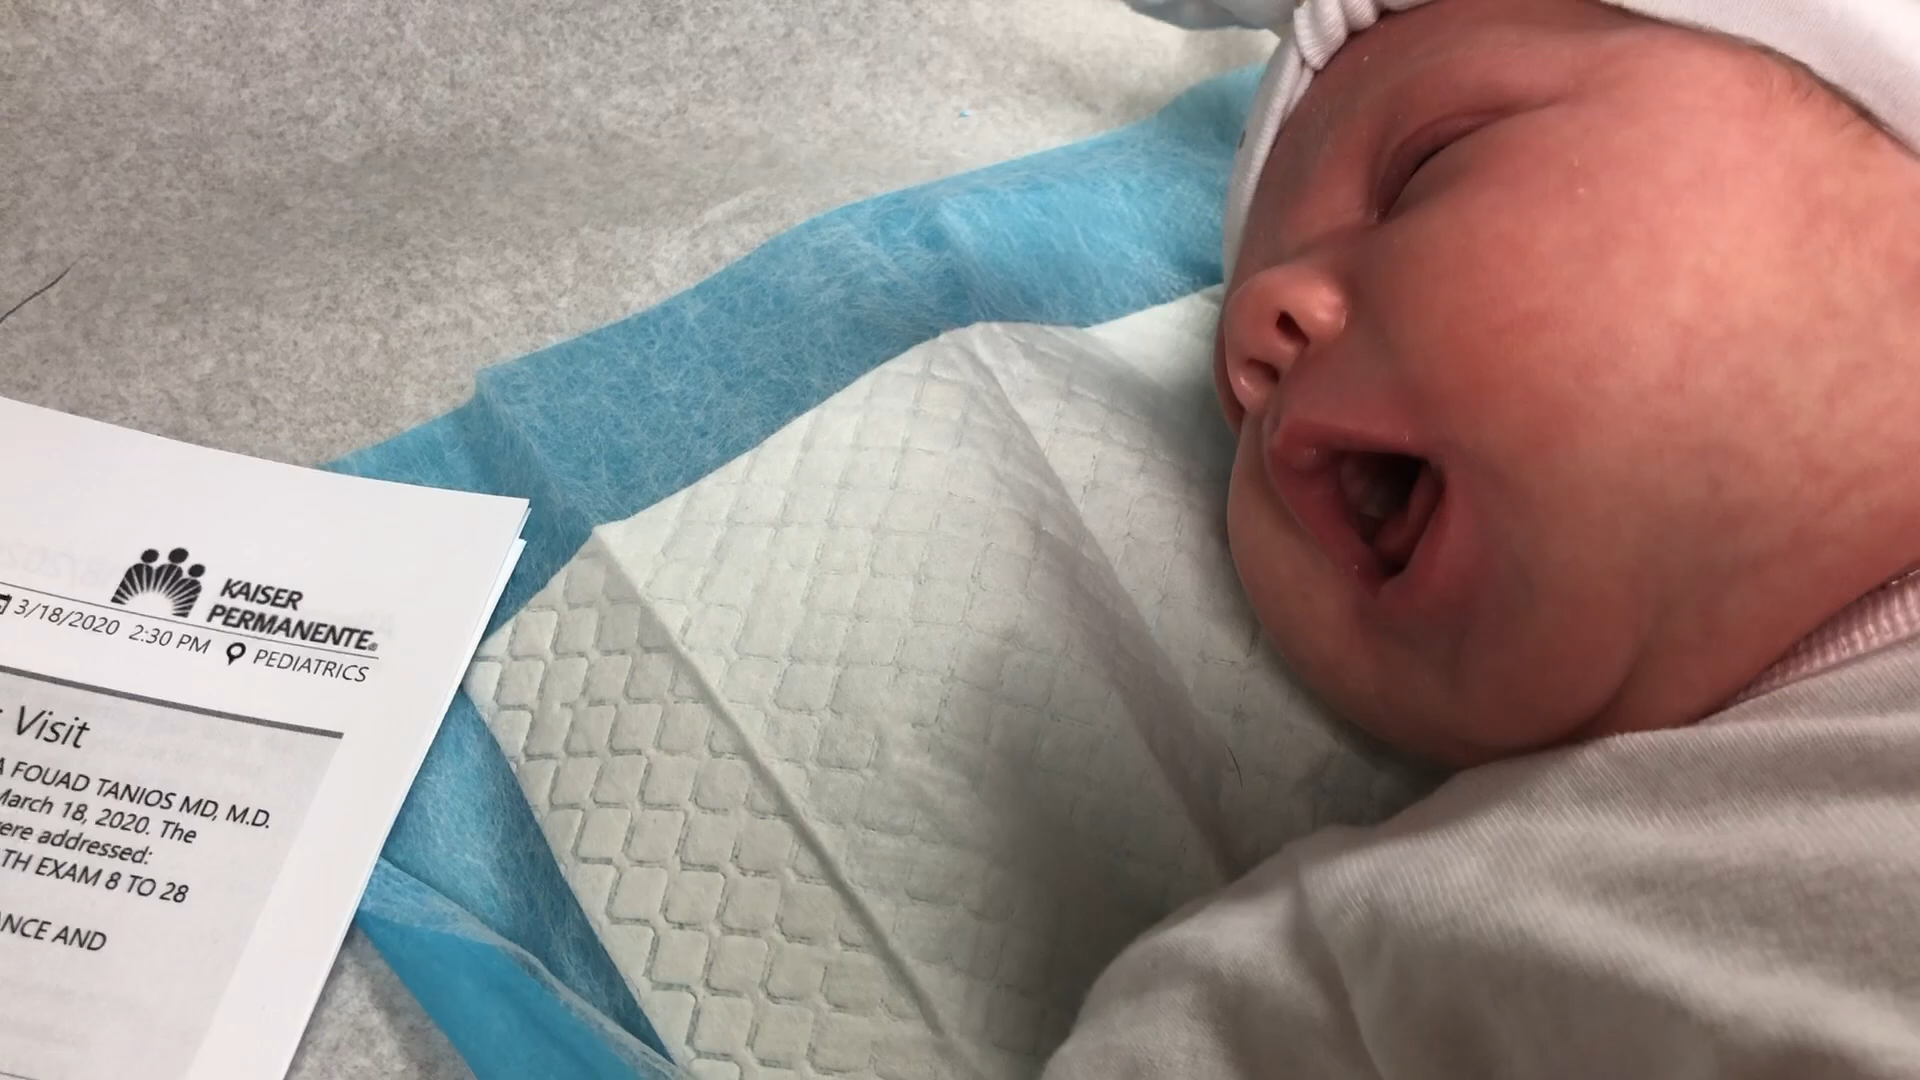 KAISER
PERMANENTE®
3/18/2020 2:30 PM PEDIATRICS
Visit
FOUAD TANIOS MD, M.D.
March 18, 2020. The
ere addressed:
TH EXAM 8 TO 28
NCE AND